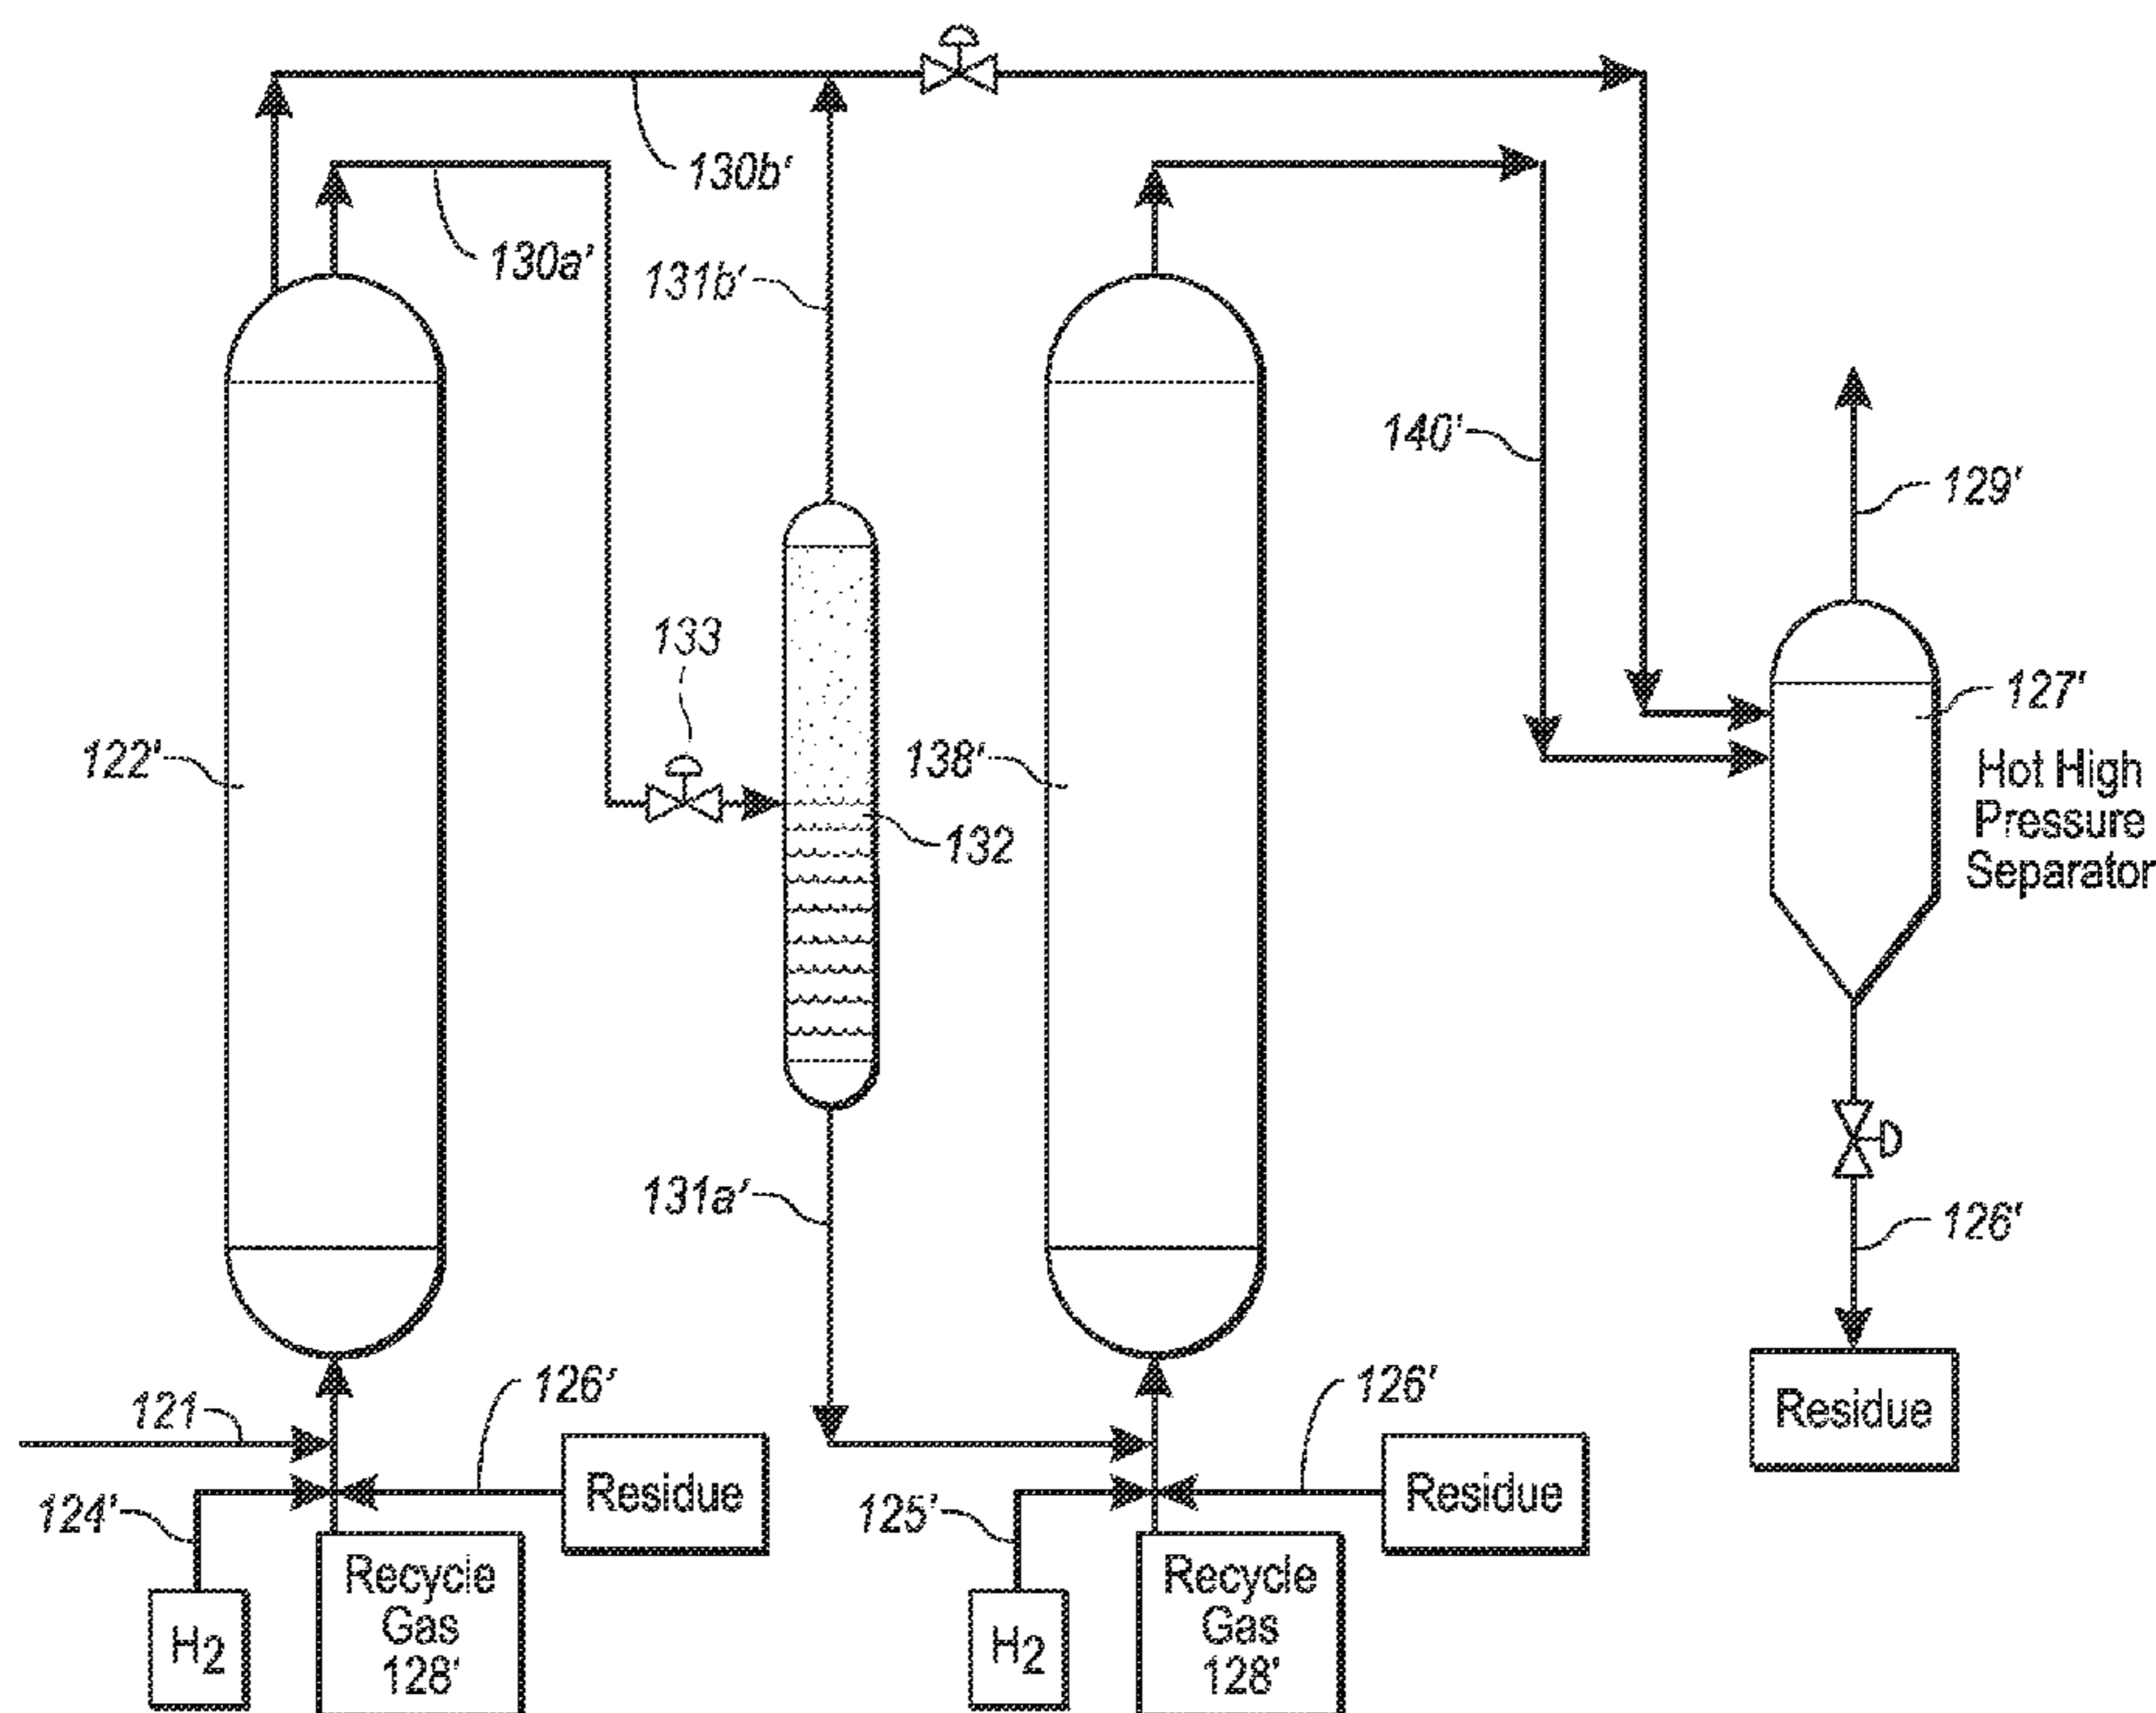 130b'
130a'
131b'
140'
129'
133
127'
122'
138'
Hot High
Pressure
Separator
132
131a'
126'
121
126'
126'
Residue
124'
Residue
125'
Residue
H2
Recycle
Gas
128'
H2
Recycle
Gas
128'